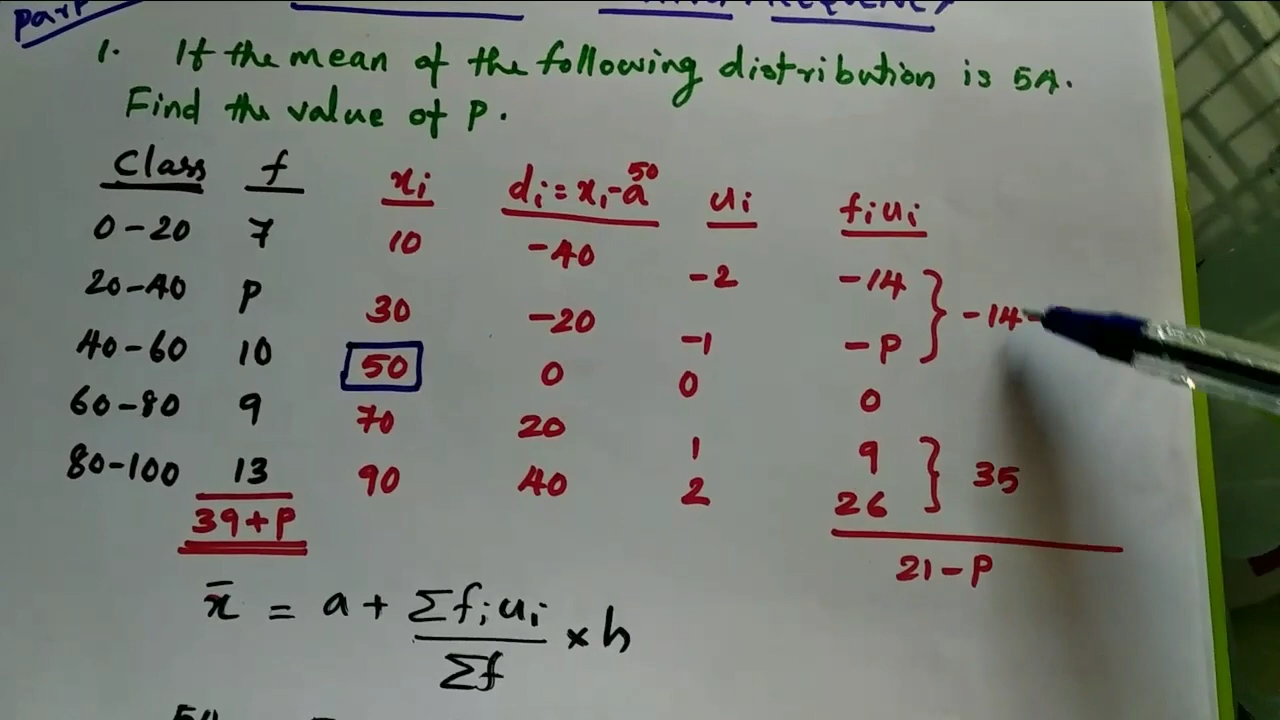 part
1. If the mean of the following distribution is 54.
Find the value of P.
Class f xi di = xi - a 50 ui fiui
0-20 7 10 -40 -2 -14
20-40 P 30 -20 -1 -P -14-
40-60 10 50 0 0 0
60-80 9 70 20 1 9 35
80-100 13 90 40 2 26
39+P 21-P
x̄ = a + Σfiui / Σf × h